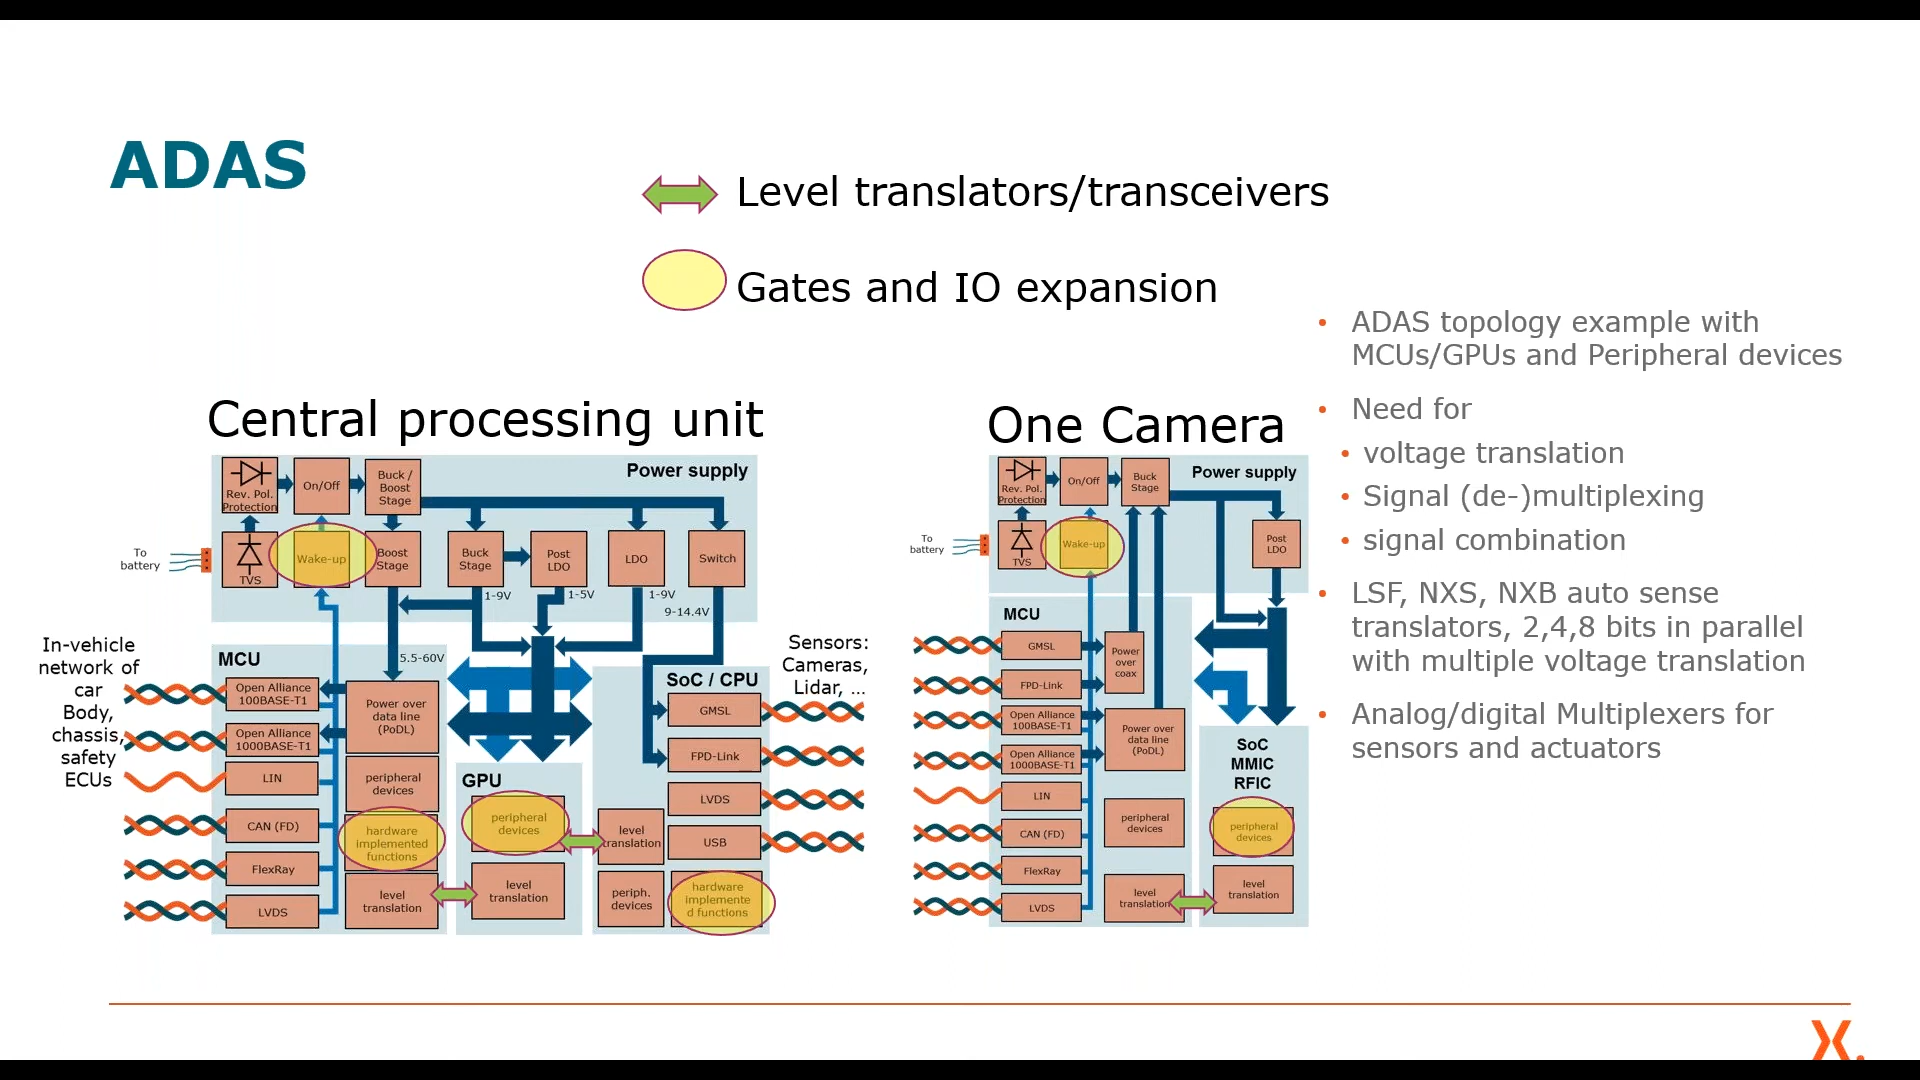 ADAS
Level translators/transceivers
Gates and IO expansion
Central processing unit
Power supply
Rev. Pol.
Protection
On/Off
Buck /
Boost
Stage
To
battery
TVS
Wake-up
Boost
Stage
Buck
Stage
Post
LDO
LDO
Switch
1-9V
1-5V
1-9V
9-14.4V
5.5-60V
In-vehicle
network of
car
Body,
chassis,
safety
ECUs
MCU
Open Alliance
100BASE-T1
Open Alliance
1000BASE-T1
LIN
CAN (FD)
FlexRay
LVDS
Power over
data line
(PoDL)
peripheral
devices
hardware
implemented
functions
level
translation
GPU
peripheral
devices
level
translation
SoC / CPU
GMSL
FPD-Link
LVDS
USB
level
translation
periph.
devices
hardware
implemente
d functions
Sensors:
Cameras,
Lidar, ...
One Camera
Power supply
Rev. Pol.
Protection
On/Off
Buck
Stage
To
battery
TVS
Wake-up
Post
LDO
MCU
GMSL
FPD-Link
Open Alliance
100BASE-T1
Open Alliance
1000BASE-T1
LIN
CAN (FD)
FlexRay
LVDS
Power
over
coax
Power over
data line
(PoDL)
peripheral
devices
level
translation
SoC
MMIC
RFIC
peripheral
devices
level
translation
• ADAS topology example with
MCUs/GPUs and Peripheral devices
• Need for
• voltage translation
• Signal (de-)multiplexing
• signal combination
• LSF, NXS, NXB auto sense
translators, 2,4,8 bits in parallel
with multiple voltage translation
• Analog/digital Multiplexers for
sensors and actuators